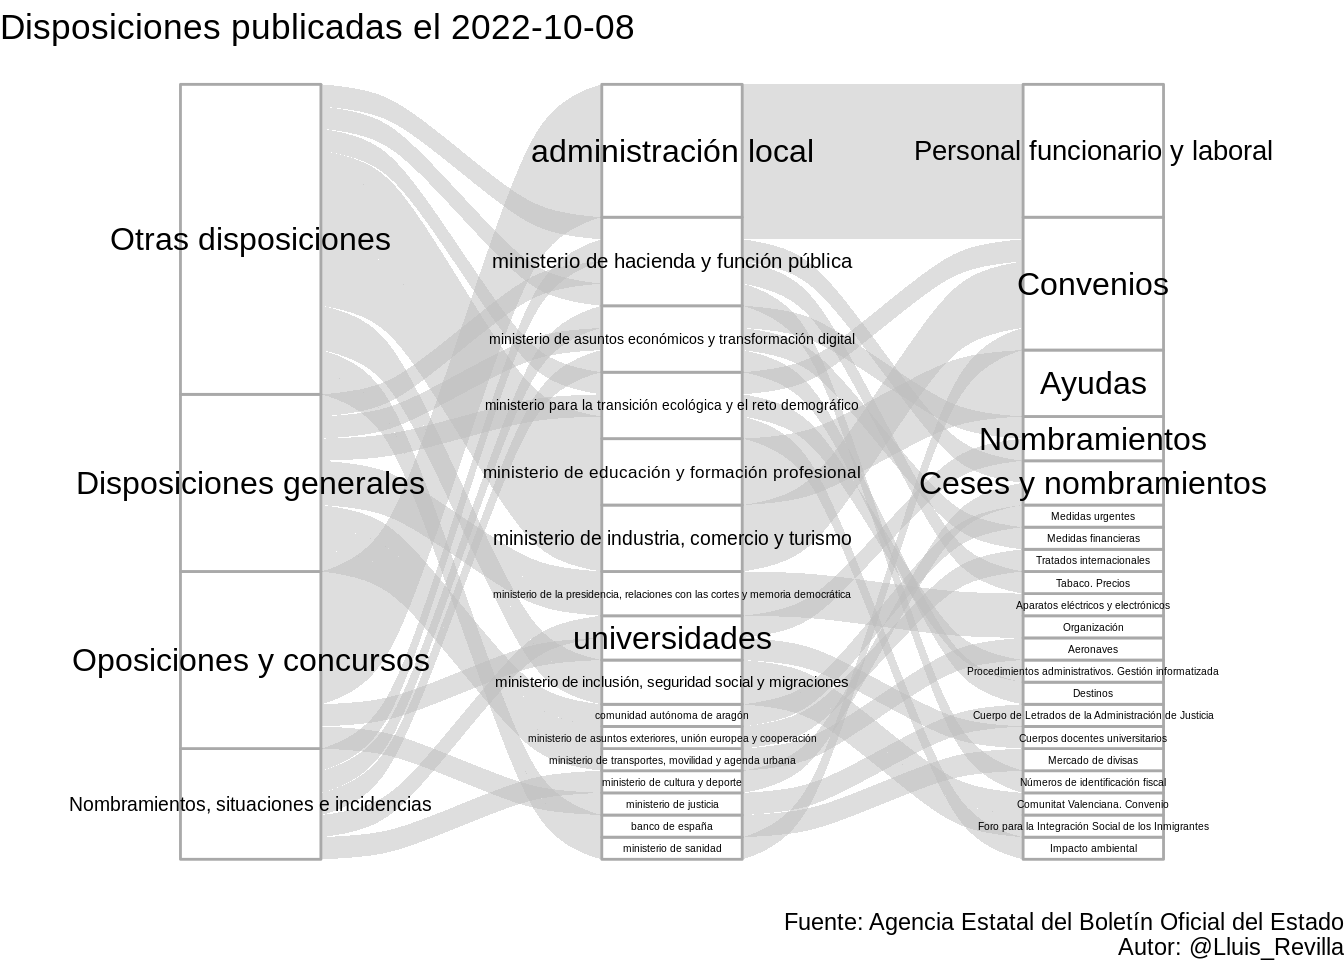 Disposiciones publicadas el 2022-10-08
Otras disposiciones
Disposiciones generales
Oposiciones y concursos
Nombramientos, situaciones e incidencias
administración local
ministerio de hacienda y función pública
ministerio de asuntos económicos y transformación digital
ministerio para la transición ecológica y el reto demográfico
ministerio de educación y formación profesional
ministerio de industria, comercio y turismo
ministerio de la presidencia, relaciones con las cortes y memoria democrática
universidades
ministerio de inclusión, seguridad social y migraciones
comunidad autónoma de aragón
ministerio de asuntos exteriores, unión europea y cooperación
ministerio de transportes, movilidad y agenda urbana
ministerio de cultura y deporte
ministerio de justicia
banco de españa
ministerio de sanidad
Personal funcionario y laboral
Convenios
Ayudas
Nombramientos
Ceses y nombramientos
Medidas urgentes
Medidas financieras
Tratados internacionales
Tabaco. Precios
Aparatos eléctricos y electrónicos
Organización
Aeronaves
Procedimientos administrativos. Gestión informatizada
Destinos
Cuerpo de Letrados de la Administración de Justicia
Cuerpos docentes universitarios
Mercado de divisas
Números de identificación fiscal
Comunitat Valenciana. Convenio
Foro para la Integración Social de los Inmigrantes
Impacto ambiental
Fuente: Agencia Estatal del Boletín Oficial del Estado
Autor: @Lluis_Revilla